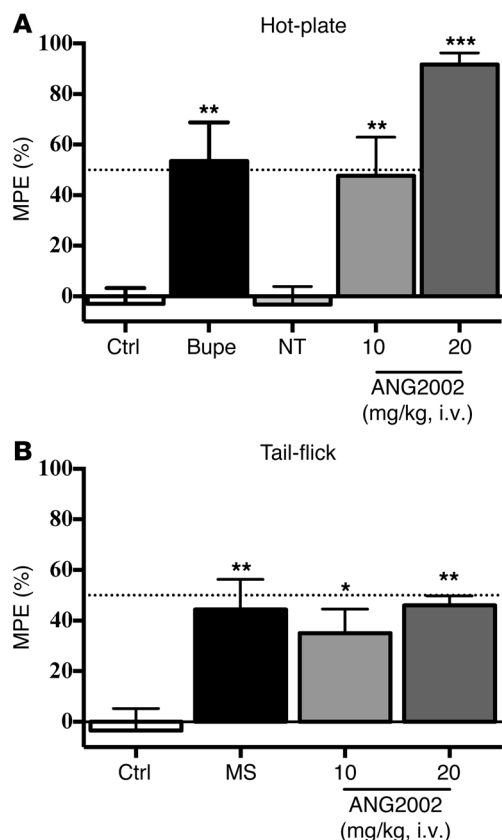 A
Hot-plate
MPE (%)
100
80
60
40
20
0
**
**
***
Ctrl Bupe NT 10 20
ANG2002
(mg/kg, i.v.)
B
Tail-flick
MPE (%)
100
80
60
40
20
0
**
*
**
Ctrl MS 10 20
ANG2002
(mg/kg, i.v.)